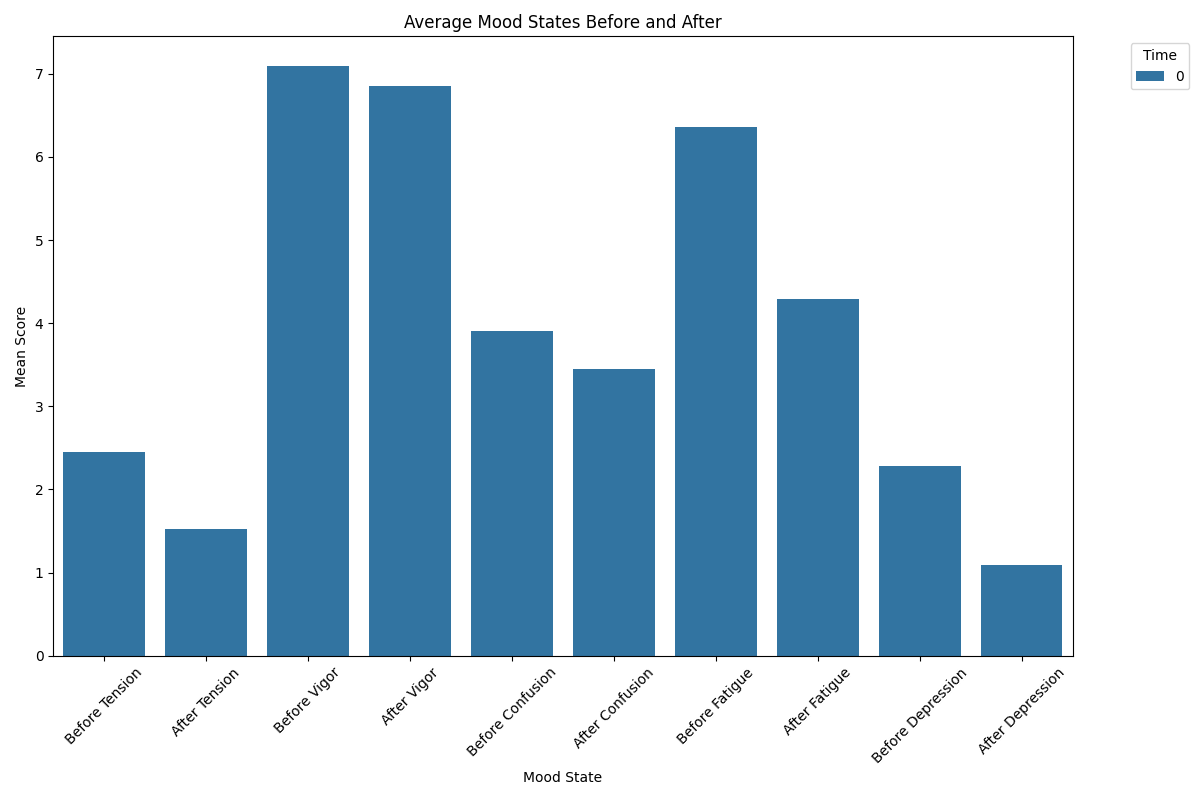 Average Mood States Before and After
Time
0
Mean Score
7
6
5
4
3
2
1
0
Before Tension
After Tension
Before Vigor
After Vigor
Before Confusion
After Confusion
Before Fatigue
After Fatigue
Before Depression
After Depression
Mood State